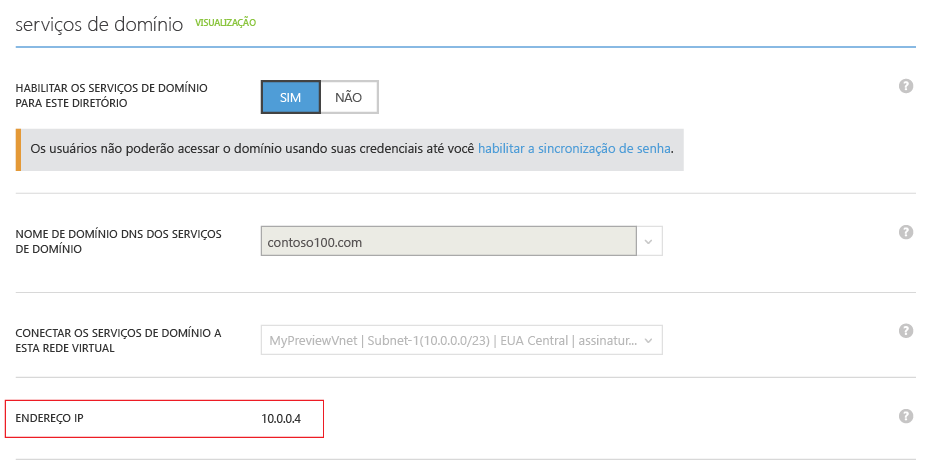 serviços de domínio VISUALIZAÇÃO
HABILITAR OS SERVIÇOS DE DOMÍNIO
PARA ESTE DIRETÓRIO
SIM NÃO
?
Os usuários não poderão acessar o domínio usando suas credenciais até você habilitar a sincronização de senha.
NOME DE DOMÍNIO DNS DOS SERVIÇOS
DE DOMÍNIO
contoso100.com
?
CONECTAR OS SERVIÇOS DE DOMÍNIO A
ESTA REDE VIRTUAL
MyPreviewVnet | Subnet-1(10.0.0.0/23) | EUA Central | assinatur...
?
ENDEREÇO IP 10.0.0.4
?